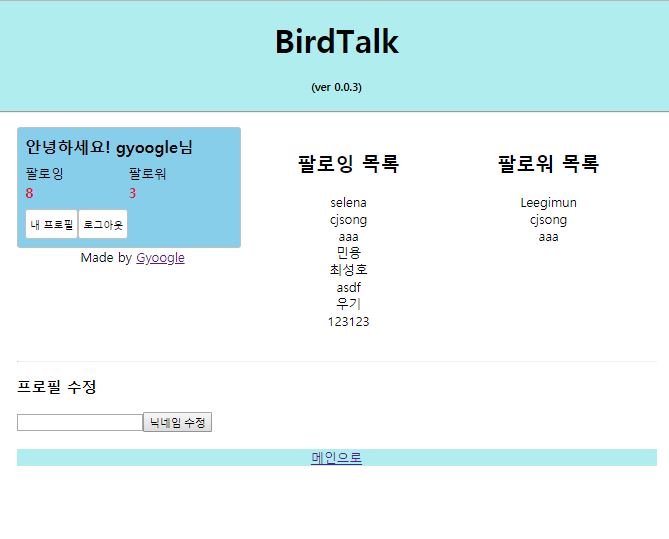 BirdTalk
(ver 0.0.3)
안녕하세요! gyoogle님
팔로잉 팔로워
8 3
내 프로필 로그아웃
Made by Gyoogle
팔로잉 목록
selena
cjsong
aaa
민용
최성호
asdf
우기
123123
팔로워 목록
Leegimun
cjsong
aaa
프로필 수정
닉네임 수정
메인으로